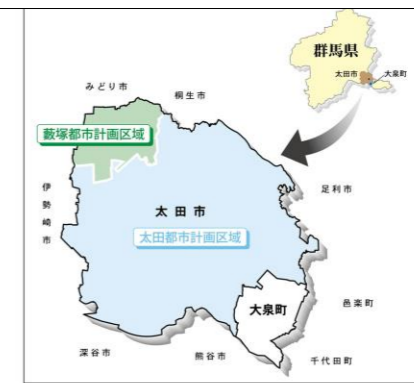 群馬県
太田市
大泉町
みどり市
桐生市
藪塚都市計画区域
伊勢崎市
足利市
太田市
太田都市計画区域
大泉町
邑楽町
深谷市
熊谷市
千代田町